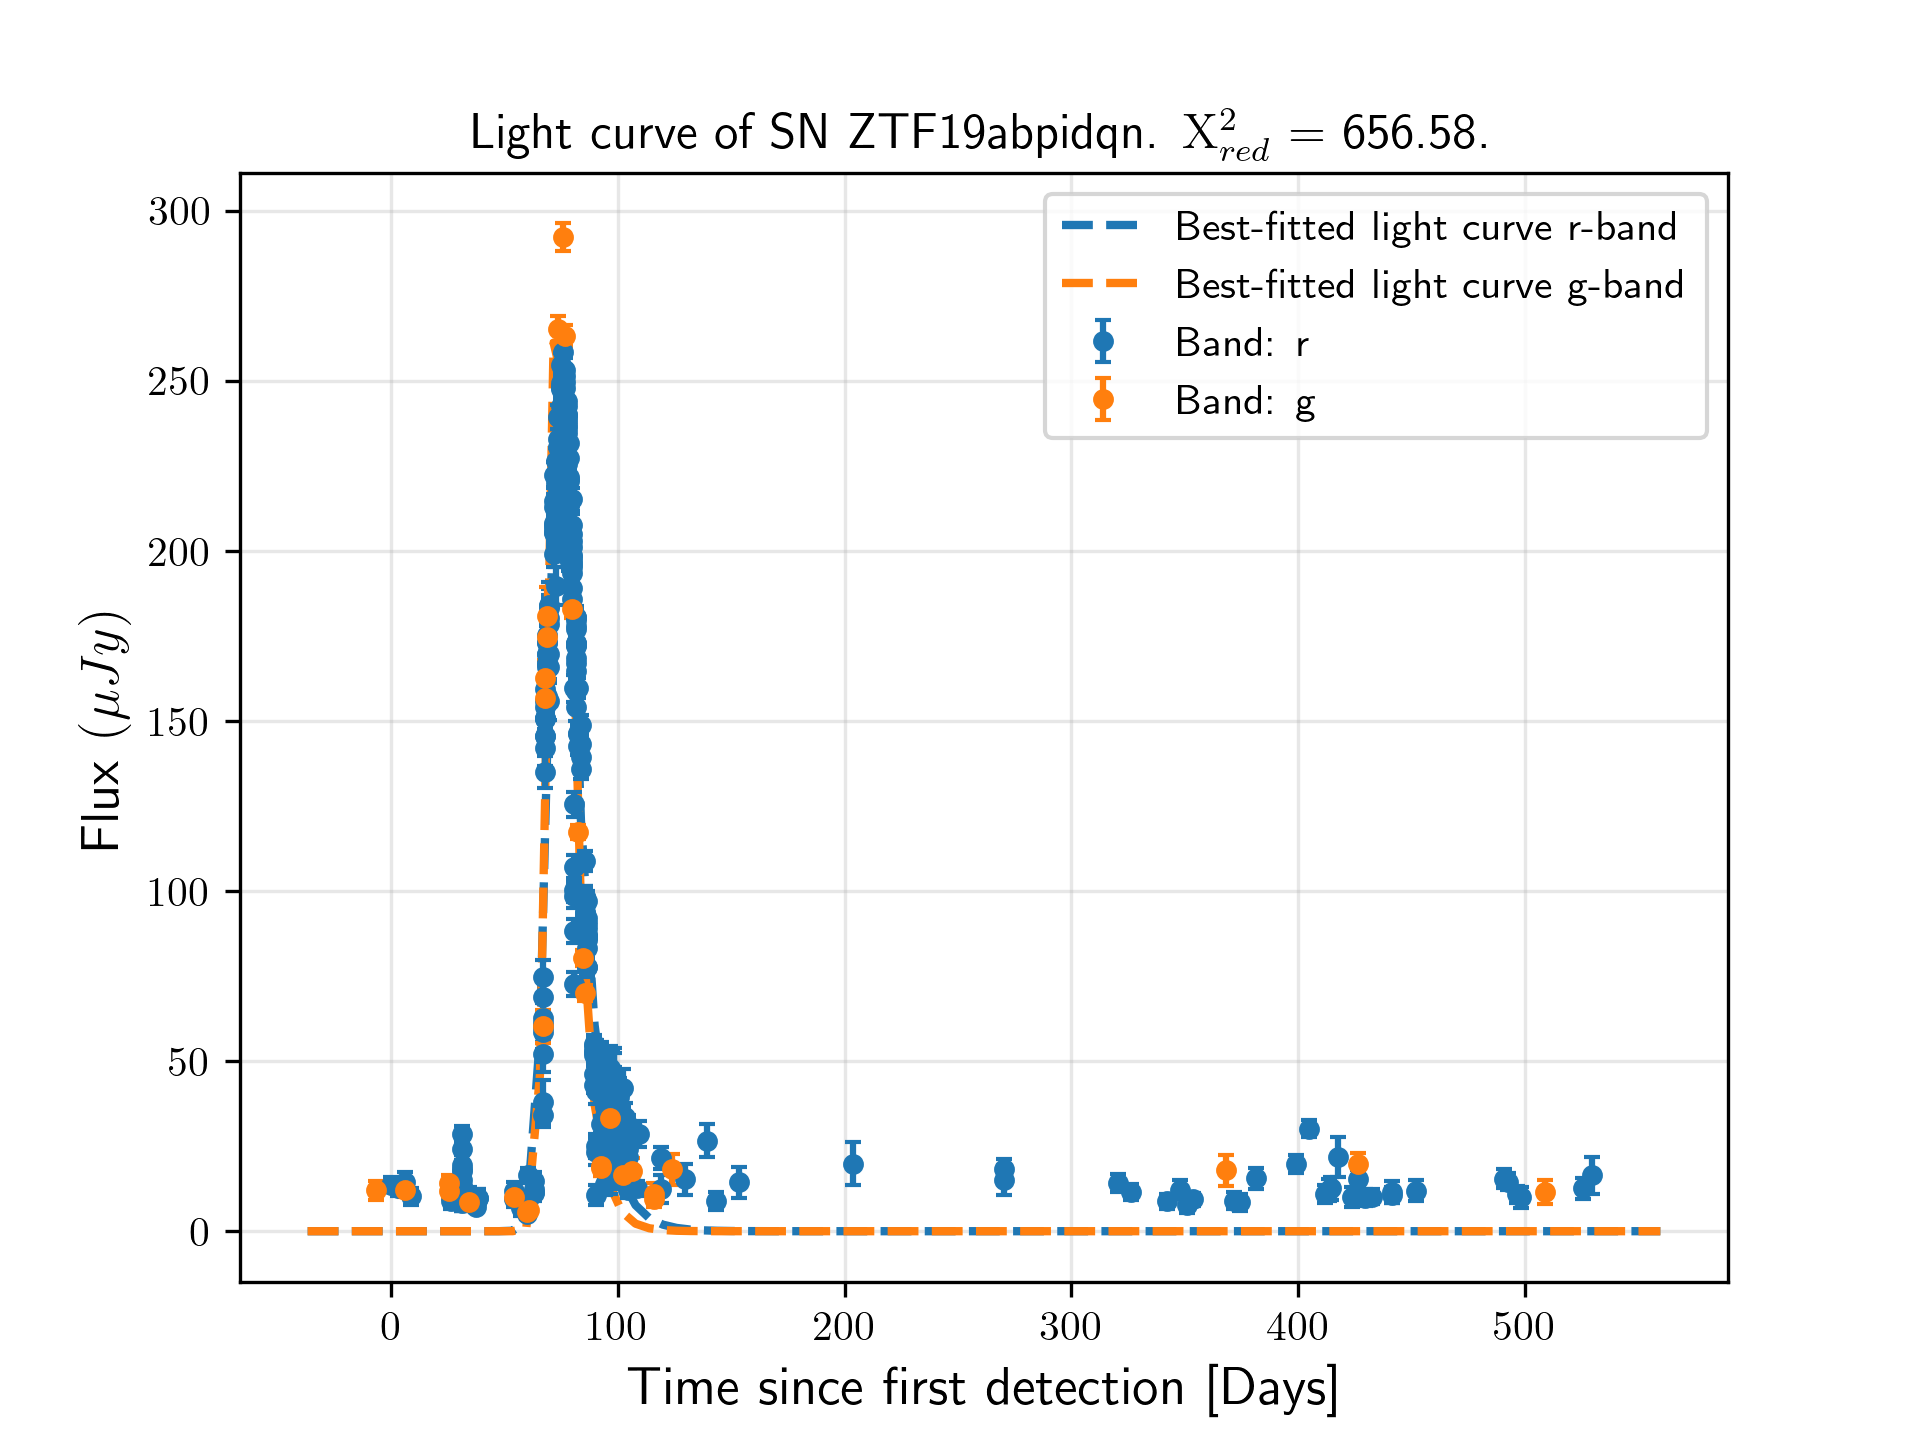 Light curve of SN ZTF19abpidqn. X²_red = 656.58.
Best-fitted light curve r-band
Best-fitted light curve g-band
Band: r
Band: g
300
250
200
150
100
50
0
Flux (μJy)
0 100 200 300 400 500
Time since first detection [Days]